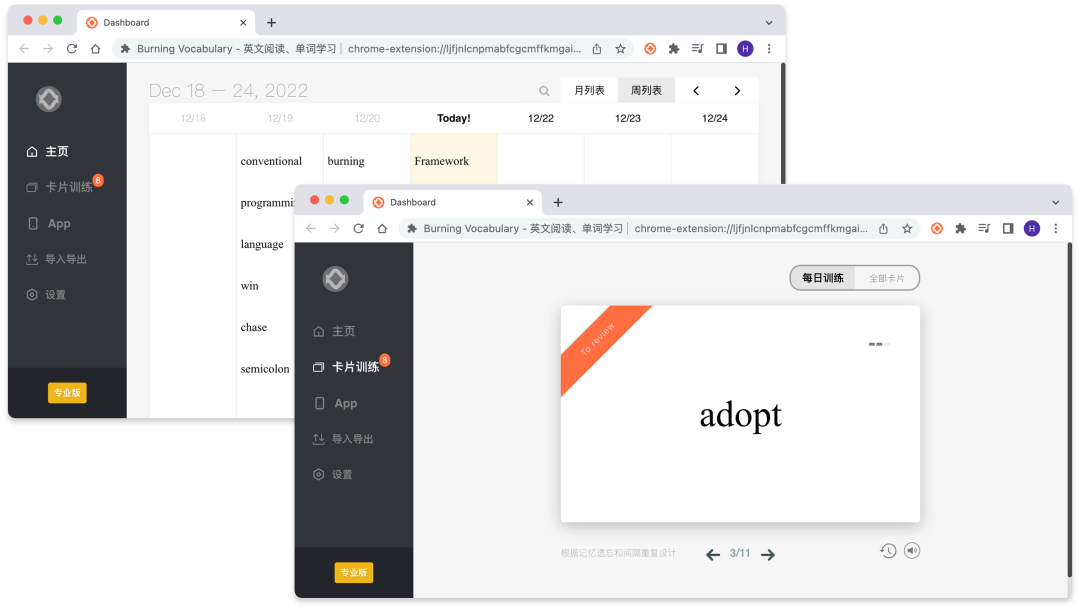 Dashboard
Burning Vocabulary - 英文阅读、单词学习 | chrome-extension://ljfjnlcnpmabfcgcmffkmgai...
H
主页
卡片训练 8
App
导入导出
设置
专业版
Dec 18 — 24, 2022
月列表 周列表
12/18 12/19 12/20 Today! 12/22 12/23 12/24
conventional burning Framework
programmi
language
win
chase
semicolon
Dashboard
Burning Vocabulary - 英文阅读、单词学习 | chrome-extension://ljfjnlcnpmabfcgcmffkmgai...
H
主页
卡片训练 8
App
导入导出
设置
专业版
每日训练 全部卡片
To review
adopt
根据记忆遗忘和间隔重复设计
3/11